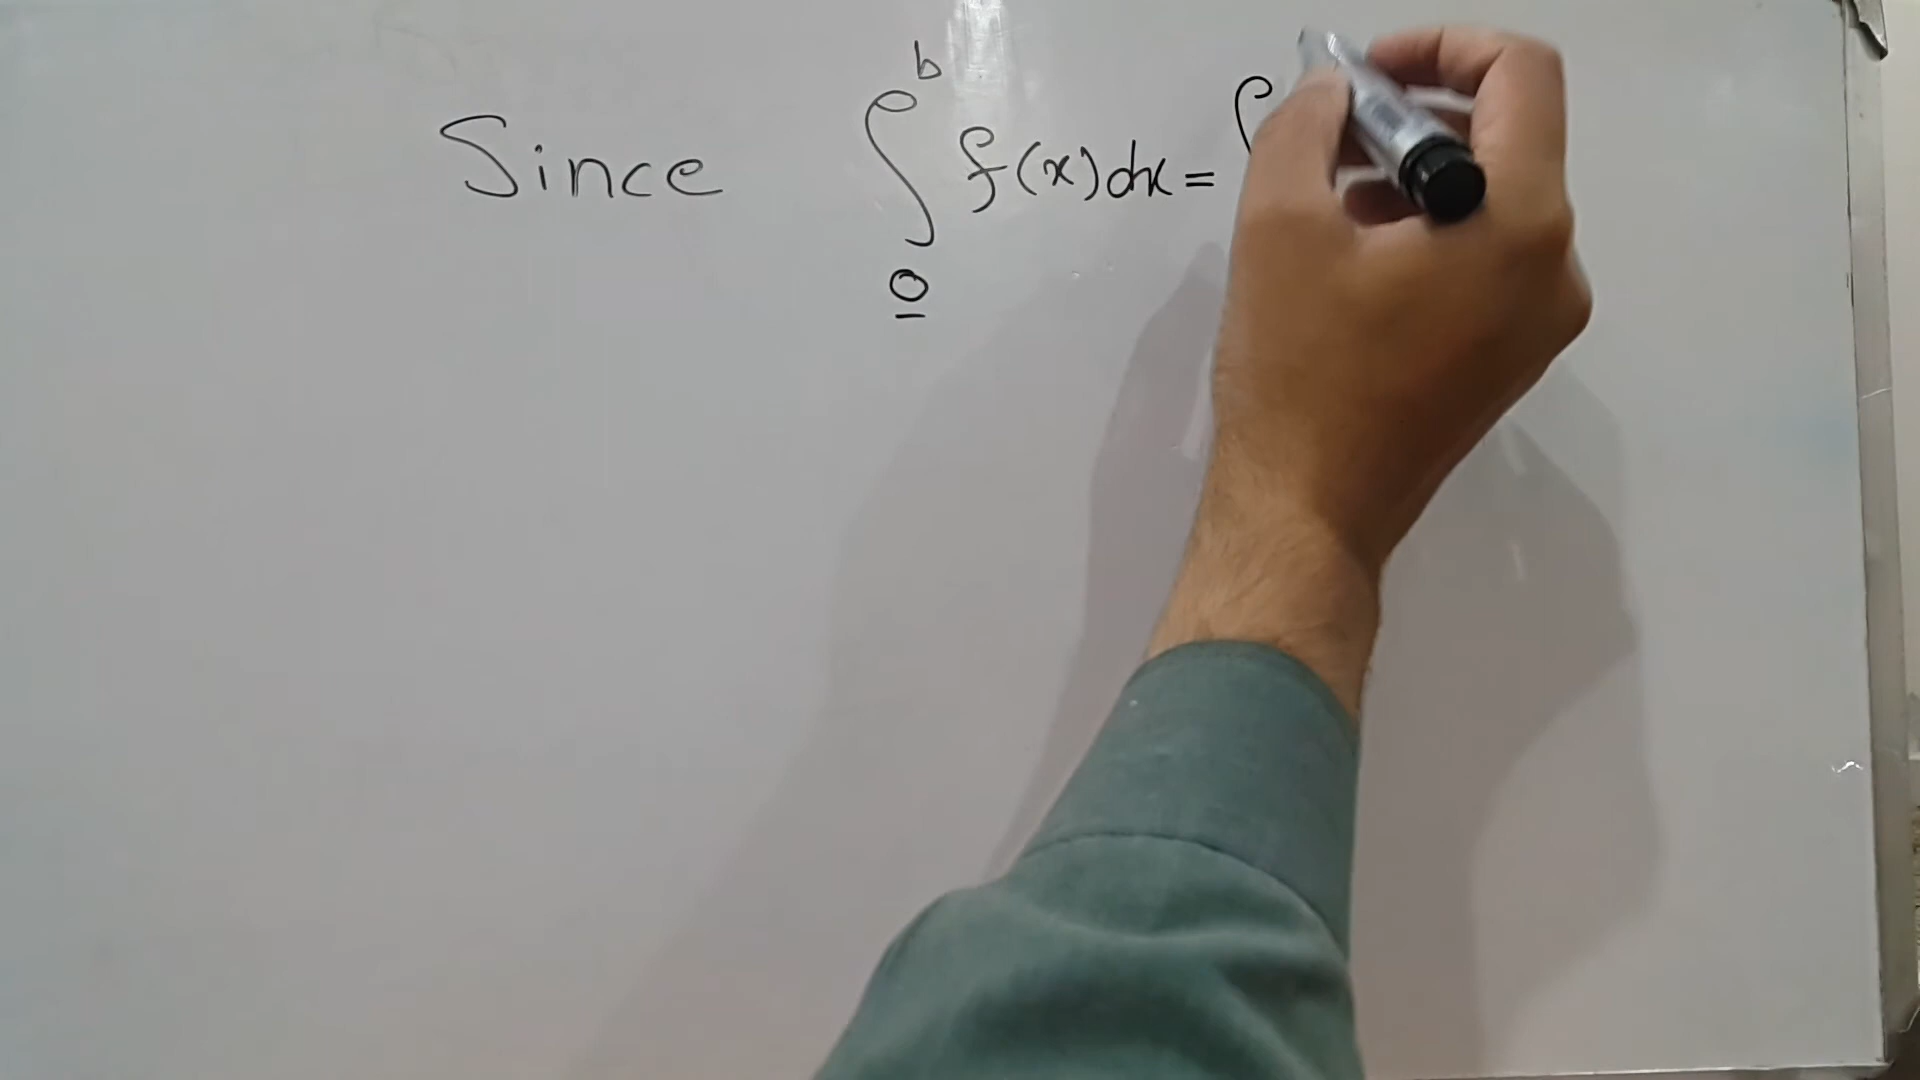 Since ∫₀ᵇ f(x)dx = ∫